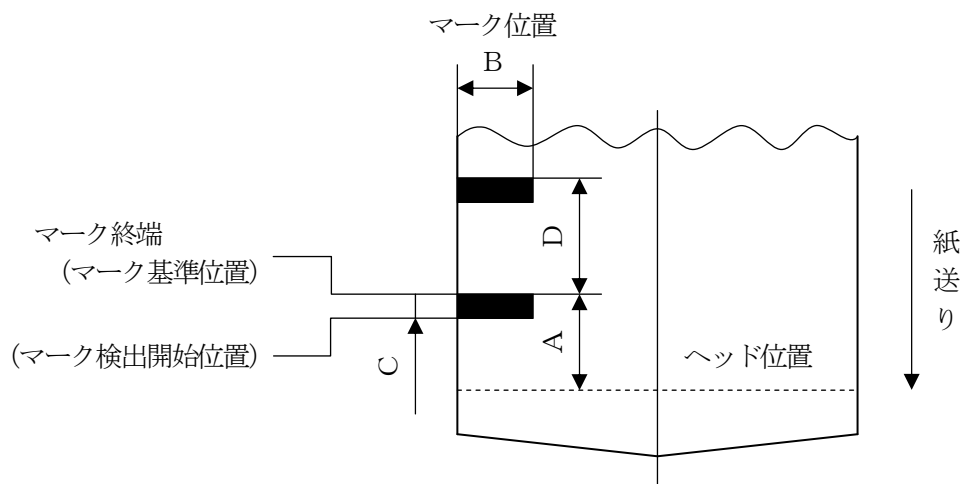 マーク位置
B
マーク終端
(マーク基準位置)
(マーク検出開始位置)
C
D
A
ヘッド位置
紙送り